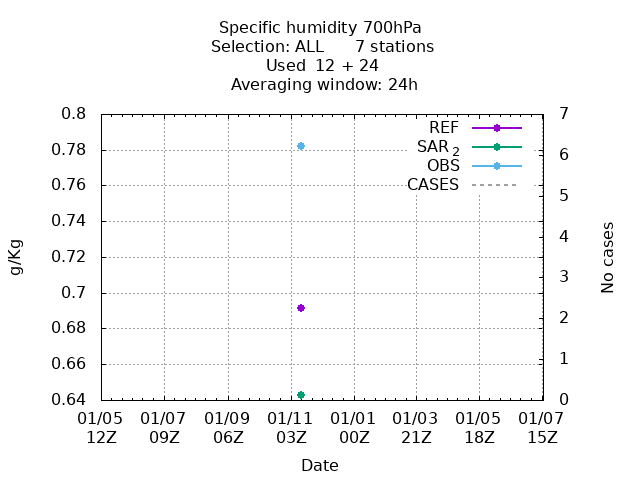 Specific humidity 700hPa
Selection: ALL 7 stations
Used 12 + 24
Averaging window: 24h
0.8
0.78
0.76
0.74
0.72
0.7
0.68
0.66
0.64
g/Kg
7
6
5
4
3
2
1
0
No cases
REF
SAR 2
OBS
CASES
01/05 01/07 01/09 01/11 01/01 01/03 01/05 01/07
12Z 09Z 06Z 03Z 00Z 21Z 18Z 15Z
Date